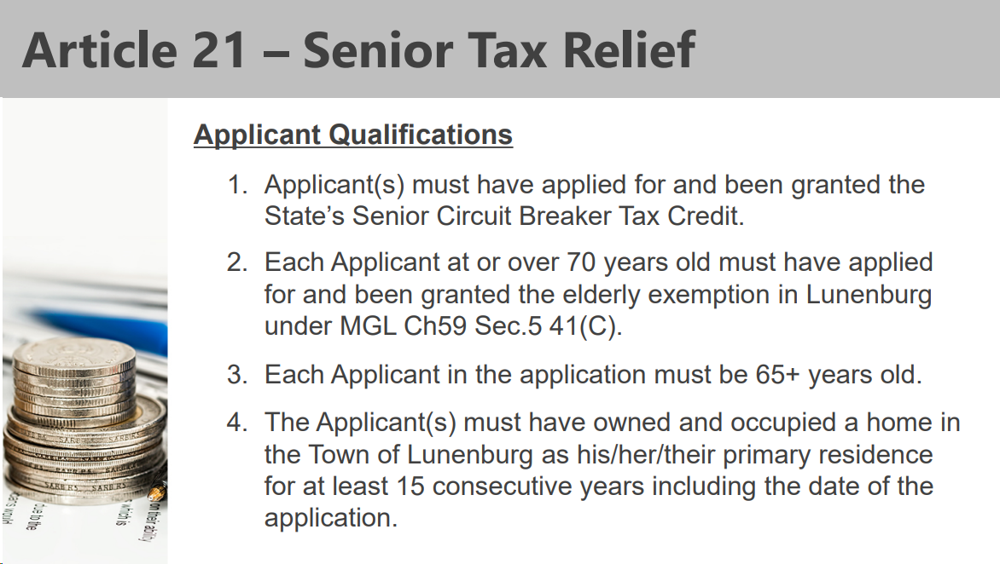 Article 21 – Senior Tax Relief
Applicant Qualifications
1. Applicant(s) must have applied for and been granted the
State’s Senior Circuit Breaker Tax Credit.
2. Each Applicant at or over 70 years old must have applied
for and been granted the elderly exemption in Lunenburg
under MGL Ch59 Sec.5 41(C).
3. Each Applicant in the application must be 65+ years old.
4. The Applicant(s) must have owned and occupied a home in
the Town of Lunenburg as his/her/their primary residence
for at least 15 consecutive years including the date of the
application.
due to the
which is
on their ability